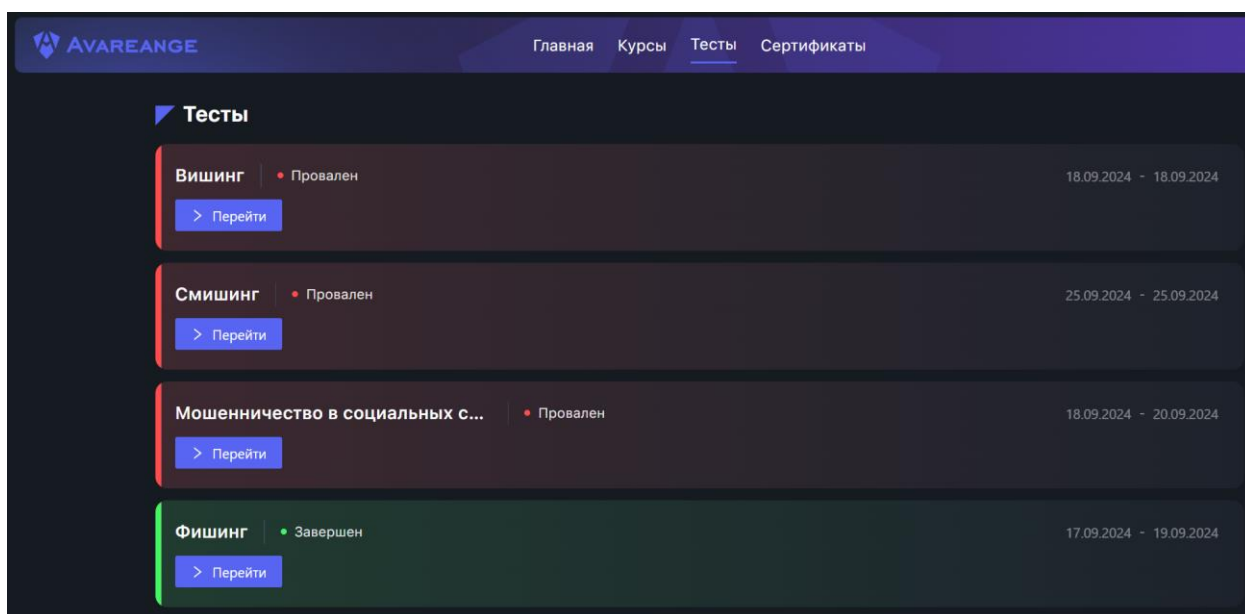 AVAREANGE
Главная Курсы Тесты Сертификаты
Тесты
Вишинг Провален 18.09.2024 - 18.09.2024
Перейти
Смишинг Провален 25.09.2024 - 25.09.2024
Перейти
Мошенничество в социальных с... Провален 18.09.2024 - 20.09.2024
Перейти
Фишинг Завершен 17.09.2024 - 19.09.2024
Перейти